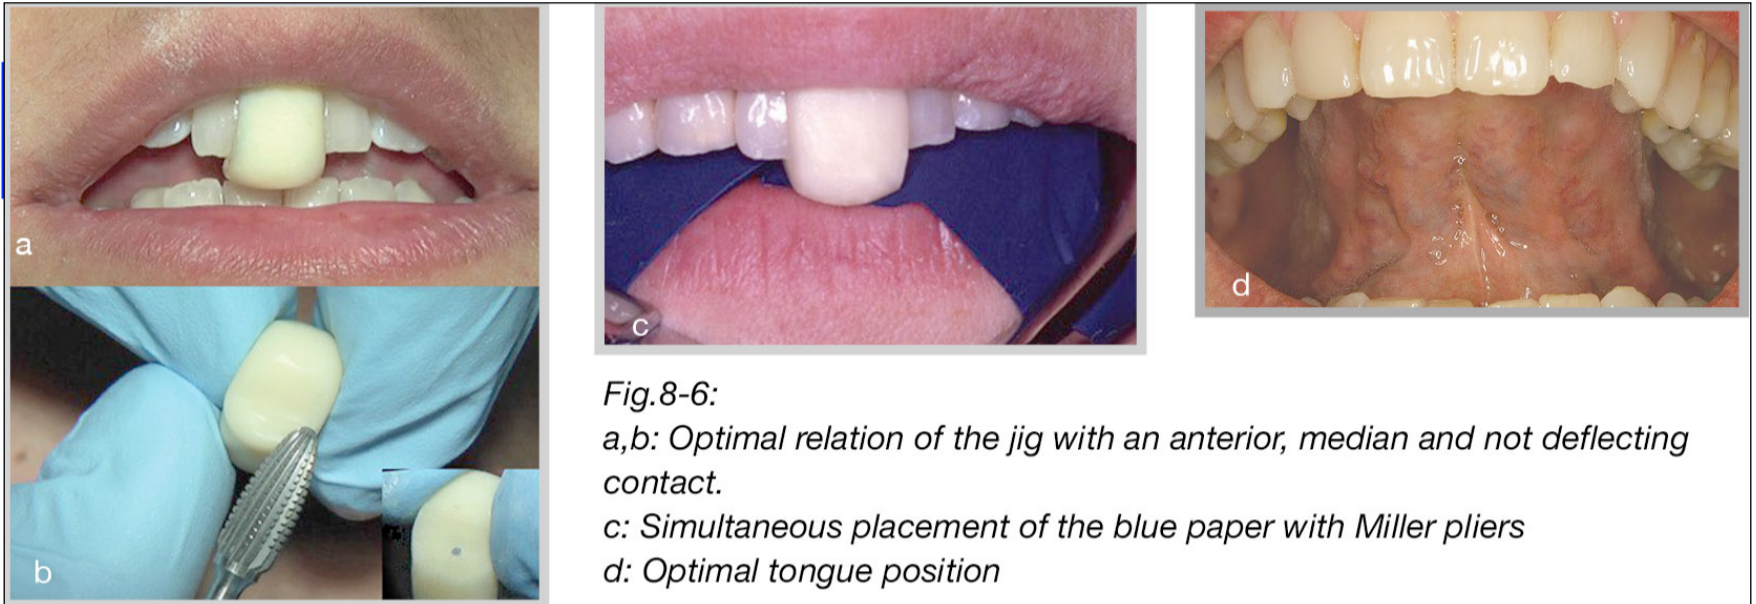 a
b
c
d
Fig.8-6:
a,b: Optimal relation of the jig with an anterior, median and not deflecting
contact.
c: Simultaneous placement of the blue paper with Miller pliers
d: Optimal tongue position